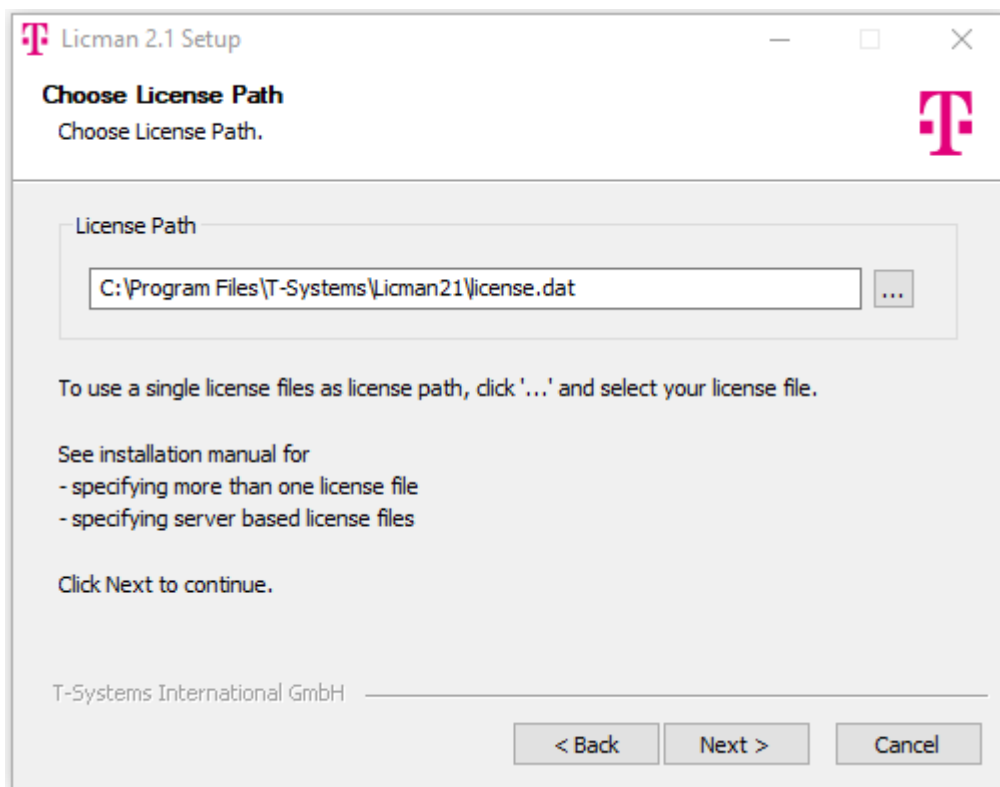 Licman 2.1 Setup
Choose License Path
Choose License Path.
License Path
C:\Program Files\T-Systems\Licman21\license.dat
...
To use a single license files as license path, click '...' and select your license file.
See installation manual for
- specifying more than one license file
- specifying server based license files
Click Next to continue.
T-Systems International GmbH
< Back Next > Cancel